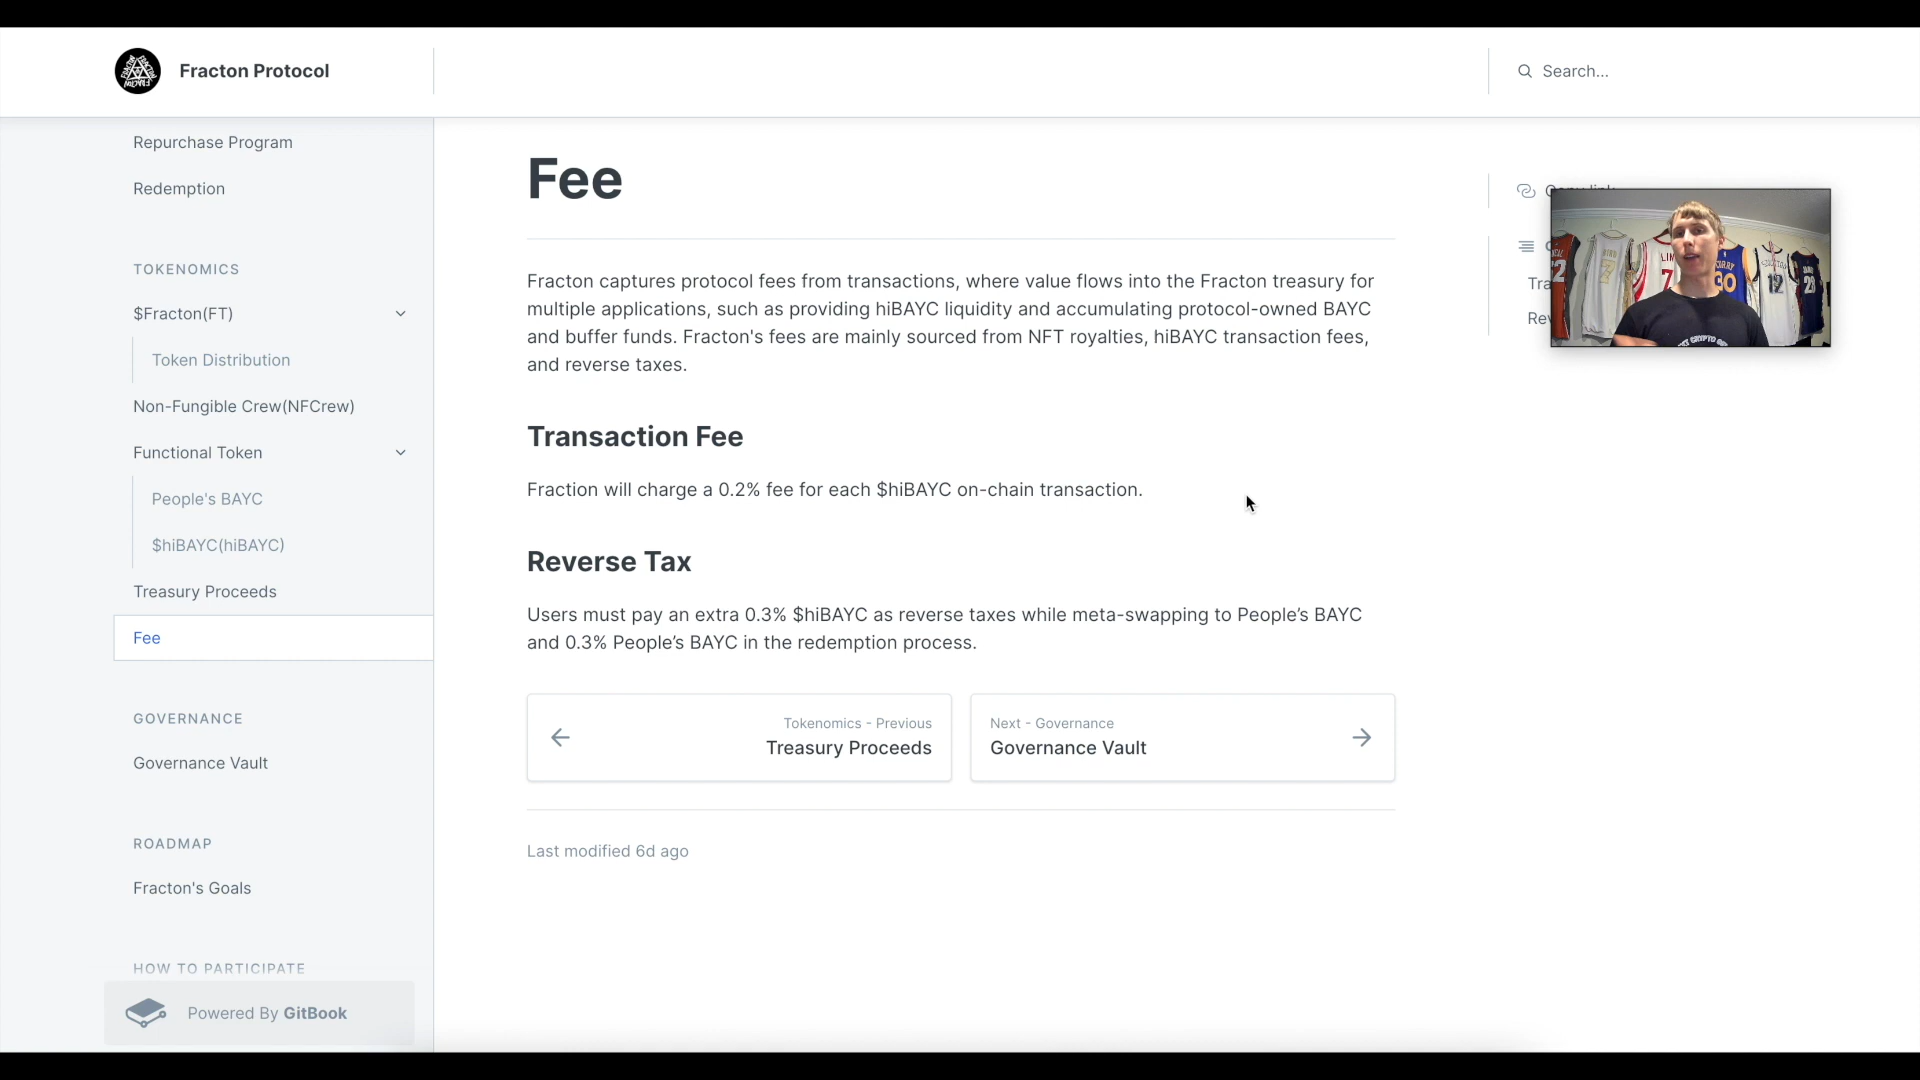 Fracton Protocol
Search...
Repurchase Program
Redemption
TOKENOMICS
$Fracton(FT)
Token Distribution
Non-Fungible Crew(NFCrew)
Functional Token
People's BAYC
$hiBAYC(hiBAYC)
Treasury Proceeds
Fee
GOVERNANCE
Governance Vault
ROADMAP
Fracton's Goals
HOW TO PARTICIPATE
Powered By GitBook
Fee
Fracton captures protocol fees from transactions, where value flows into the Fracton treasury for
multiple applications, such as providing hiBAYC liquidity and accumulating protocol-owned BAYC
and buffer funds. Fracton's fees are mainly sourced from NFT royalties, hiBAYC transaction fees,
and reverse taxes.
Transaction Fee
Fraction will charge a 0.2% fee for each $hiBAYC on-chain transaction.
Reverse Tax
Users must pay an extra 0.3% $hiBAYC as reverse taxes while meta-swapping to People’s BAYC
and 0.3% People’s BAYC in the redemption process.
Tokenomics - Previous
Treasury Proceeds
Next - Governance
Governance Vault
Last modified 6d ago